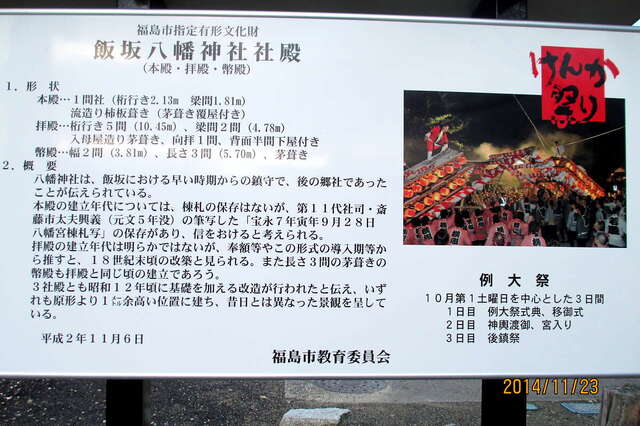 福島市指定有形文化財
飯坂八幡神社社殿
(本殿・拝殿・幣殿)
1. 形 状
本殿…1間社(桁行き2.13m 梁間1.81m)
流造り柿板葺き(茅葺き覆屋付き)
拝殿…桁行き5間(10.45m)、梁間2間(4.78m)
入母屋造り茅葺き、向拝1間、背面半間下屋付き
幣殿…幅2間(3.81m)、長さ3間(5.70m)、茅葺き
2. 概 要
八幡神社は、飯坂における早い時期からの鎮守で、後の郷社であっ
たことが伝えられている。
本殿の建立年代については、棟札の保存はないが、第11代社司・斎
藤市太夫興義(元文5年没)の筆写した「宝永7年寅年9月28日
八幡宮棟札写」の保存があり、信をおけると考えられる。
拝殿の建立年代は明らかではないが、奉額等やこの形式の導入期等か
ら推すと、18世紀末頃の改築と見られる。また長さ3間の茅葺きの
幣殿も拝殿と同じ頃の建立であろう。
3社殿とも昭和12年頃に基礎を加える改造が行われたと伝え、いず
れも原形より1㍍余高い位置に建ち、昔日とは異なった景観を呈して
いる。
平成2年11月6日
福島市教育委員会
けんか
祭り
例大祭
10月第1土曜日を中心とした3日間
1日目 例大祭式典、移御式
2日目 神輿渡御、宮入り
3日目 後鎮祭
2014/11/23